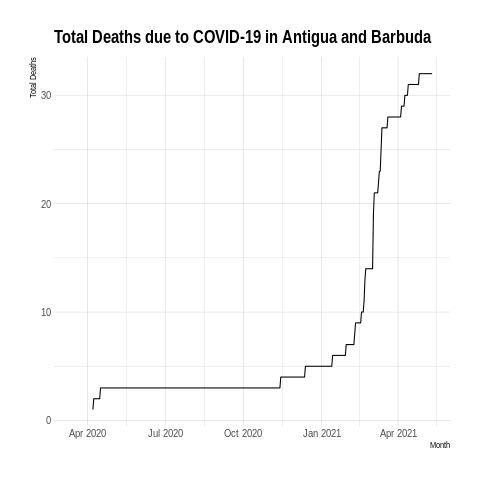 Total Deaths due to COVID-19 in Antigua and Barbuda
Total Deaths
30
20
10
0
Apr 2020 Jul 2020 Oct 2020 Jan 2021 Apr 2021
Month